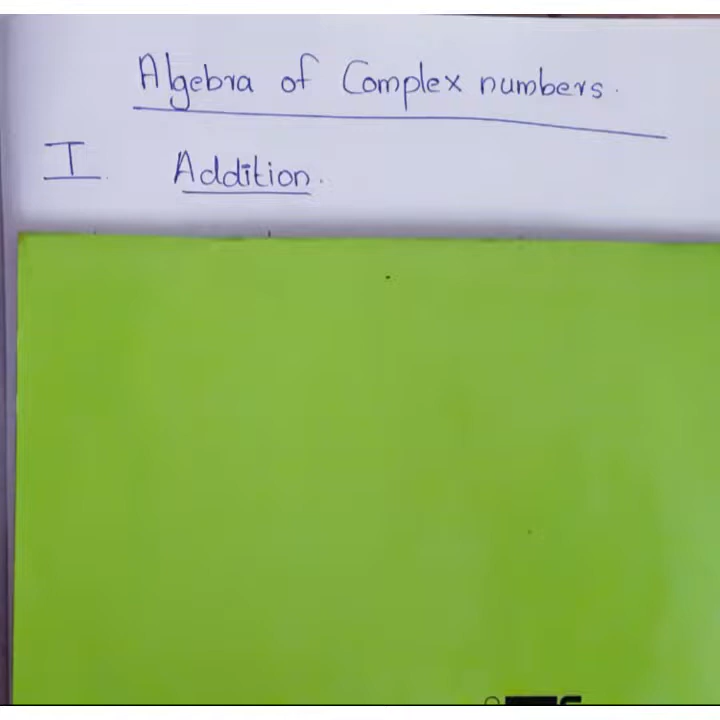 Algebra of Complex numbers.
I. Addition.